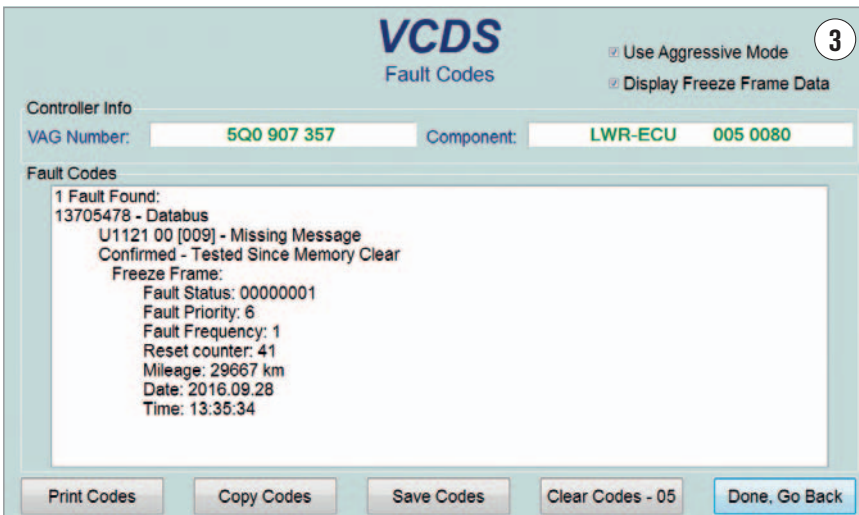 VCDS
Fault Codes
3
Use Aggressive Mode
Display Freeze Frame Data
Controller Info
VAG Number: 5Q0 907 357 Component: LWR-ECU 005 0080
Fault Codes
1 Fault Found:
13705478 - Databus
U1121 00 [009] - Missing Message
Confirmed - Tested Since Memory Clear
Freeze Frame:
Fault Status: 00000001
Fault Priority: 6
Fault Frequency: 1
Reset counter: 41
Mileage: 29667 km
Date: 2016.09.28
Time: 13:35:34
Print Codes Copy Codes Save Codes Clear Codes - 05 Done, Go Back